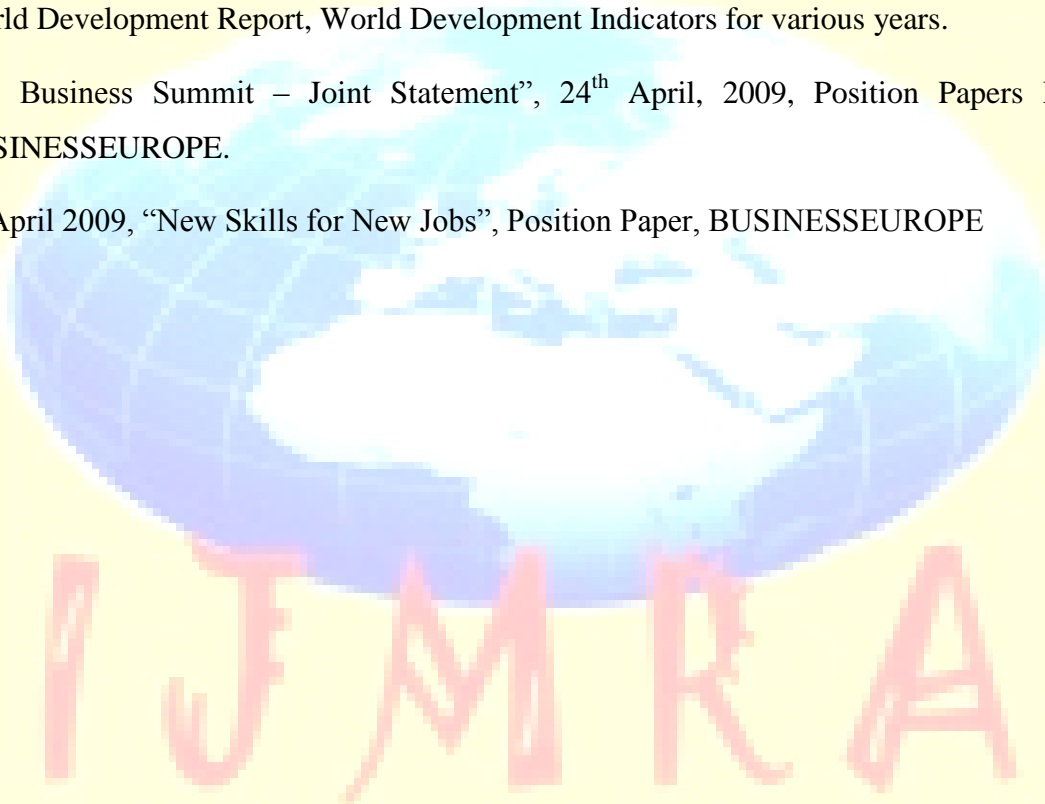 rld Development Report, World Development Indicators for various years.
Business Summit – Joint Statement”, 24th April, 2009, Position Papers
SINESSEUROPE.
April 2009, “New Skills for New Jobs”, Position Paper, BUSINESSEUROPE
IJMRA